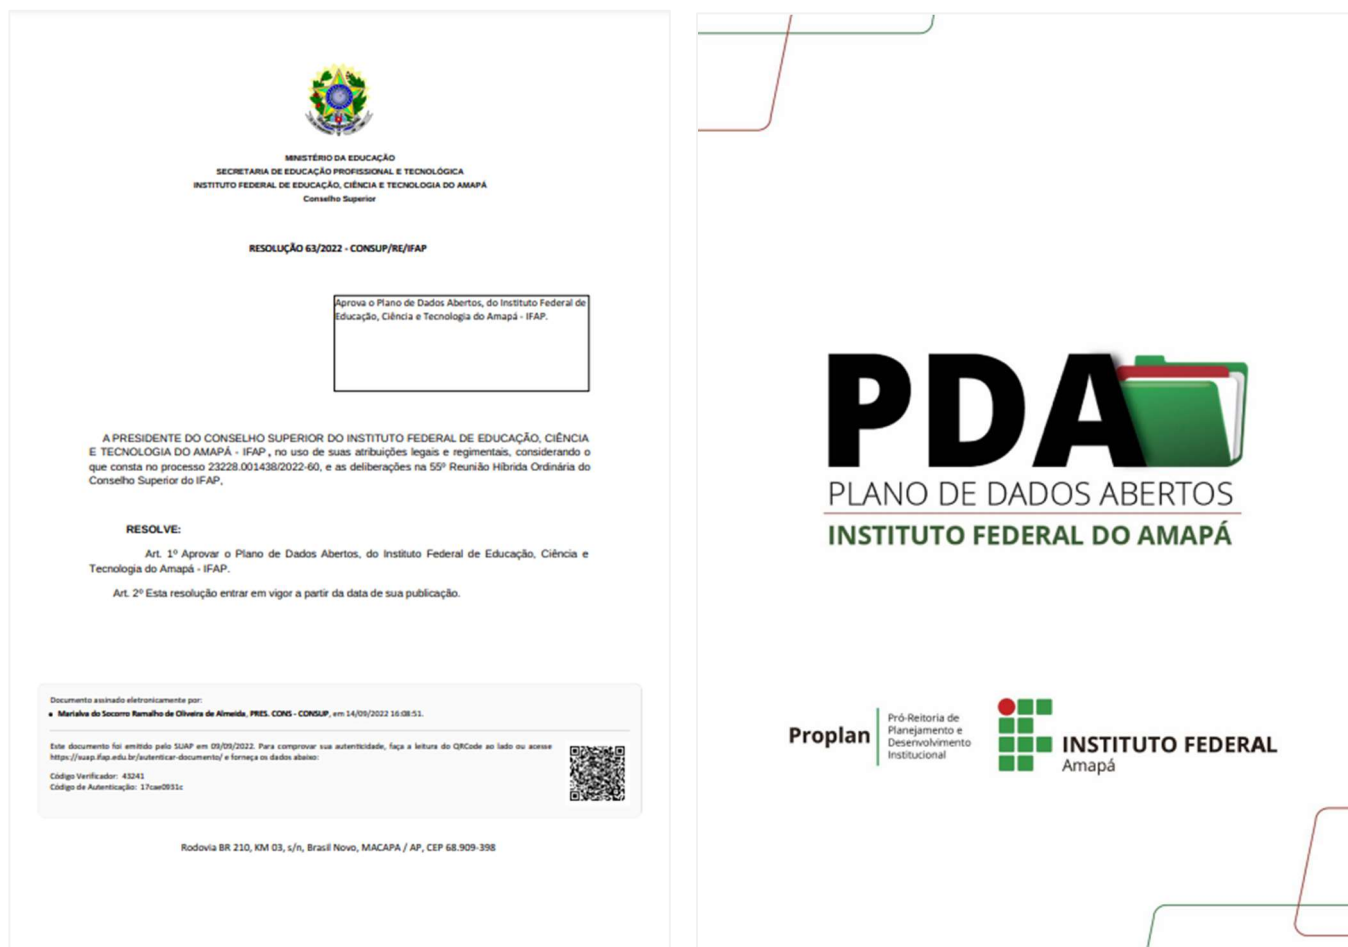 MINISTÉRIO DA EDUCAÇÃO
SECRETARIA DE EDUCAÇÃO PROFISSIONAL E TECNOLÓGICA
INSTITUTO FEDERAL DE EDUCAÇÃO, CIÊNCIA E TECNOLOGIA DO AMAPÁ
Conselho Superior
RESOLUÇÃO 63/2022 - CONSUP/RE/IFAP
Aprova o Plano de Dados Abertos, do Instituto Federal de
Educação, Ciência e Tecnologia do Amapá - IFAP.
A PRESIDENTE DO CONSELHO SUPERIOR DO INSTITUTO FEDERAL DE EDUCAÇÃO, CIÊNCIA
E TECNOLOGIA DO AMAPÁ - IFAP, no uso de suas atribuições legais e regimentais, considerando o
que consta no processo 23228.001438/2022-60, e as deliberações na 55º Reunião Híbrida Ordinária do
Conselho Superior do IFAP,
RESOLVE:
Art. 1º Aprovar o Plano de Dados Abertos, do Instituto Federal de Educação, Ciência e
Tecnologia do Amapá - IFAP.
Art. 2º Esta resolução entrar em vigor a partir da data de sua publicação.
Documento assinado eletronicamente por:
▪ Marialva do Socorro Ramalho de Oliveira de Almeida, PRES. CONS - CONSUP, em 14/09/2022 16:08:51.
Este documento foi emitido pelo SUAP em 09/09/2022. Para comprovar sua autenticidade, faça a leitura do QRCode ao lado ou acesse
https://suap.ifap.edu.br/autenticar-documento/ e forneça os dados abaixo:
Código Verificador: 43241
Código de Autenticação: 17cae0931c
Rodovia BR 210, KM 03, s/n, Brasil Novo, MACAPA / AP, CEP 68.909-398
PDA
PLANO DE DADOS ABERTOS
INSTITUTO FEDERAL DO AMAPÁ
Proplan
Pró-Reitoria de
Planejamento e
Desenvolvimento
Institucional
INSTITUTO FEDERAL
Amapá